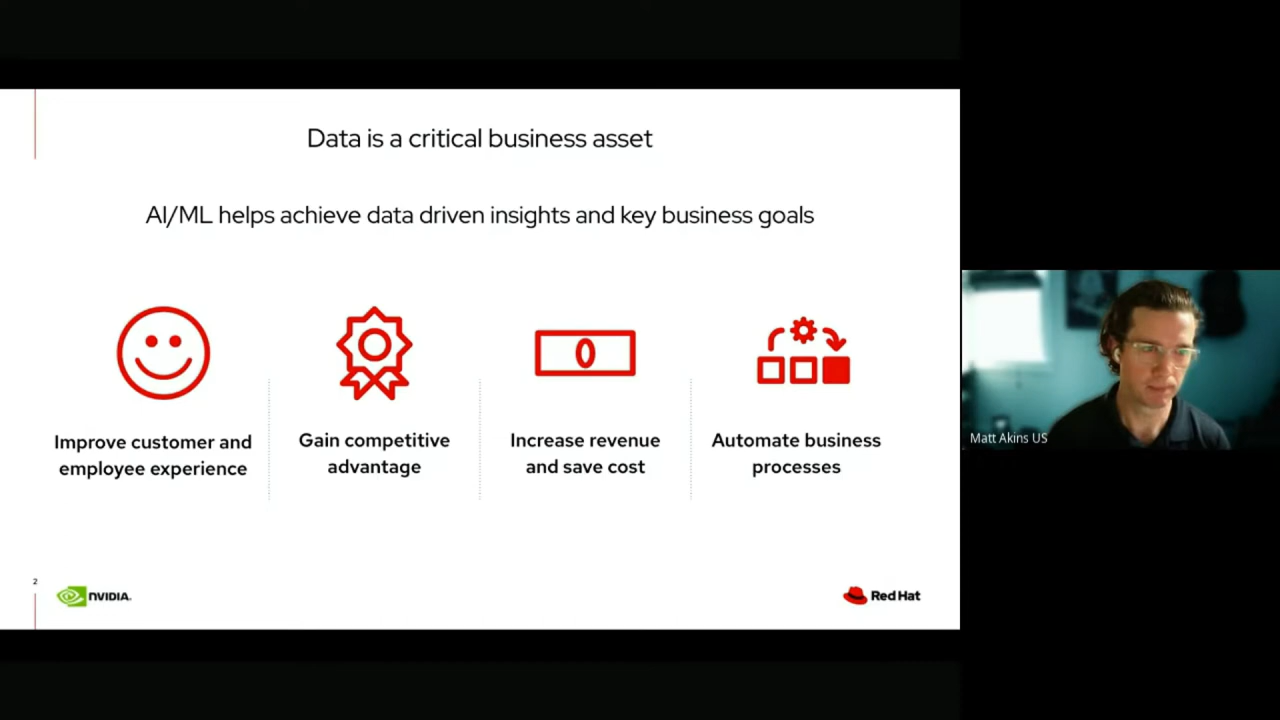 Data is a critical business asset
AI/ML helps achieve data driven insights and key business goals
Improve customer and
employee experience
Gain competitive
advantage
Increase revenue
and save cost
Automate business
processes
2
NVIDIA.
Red Hat
Matt Akins US